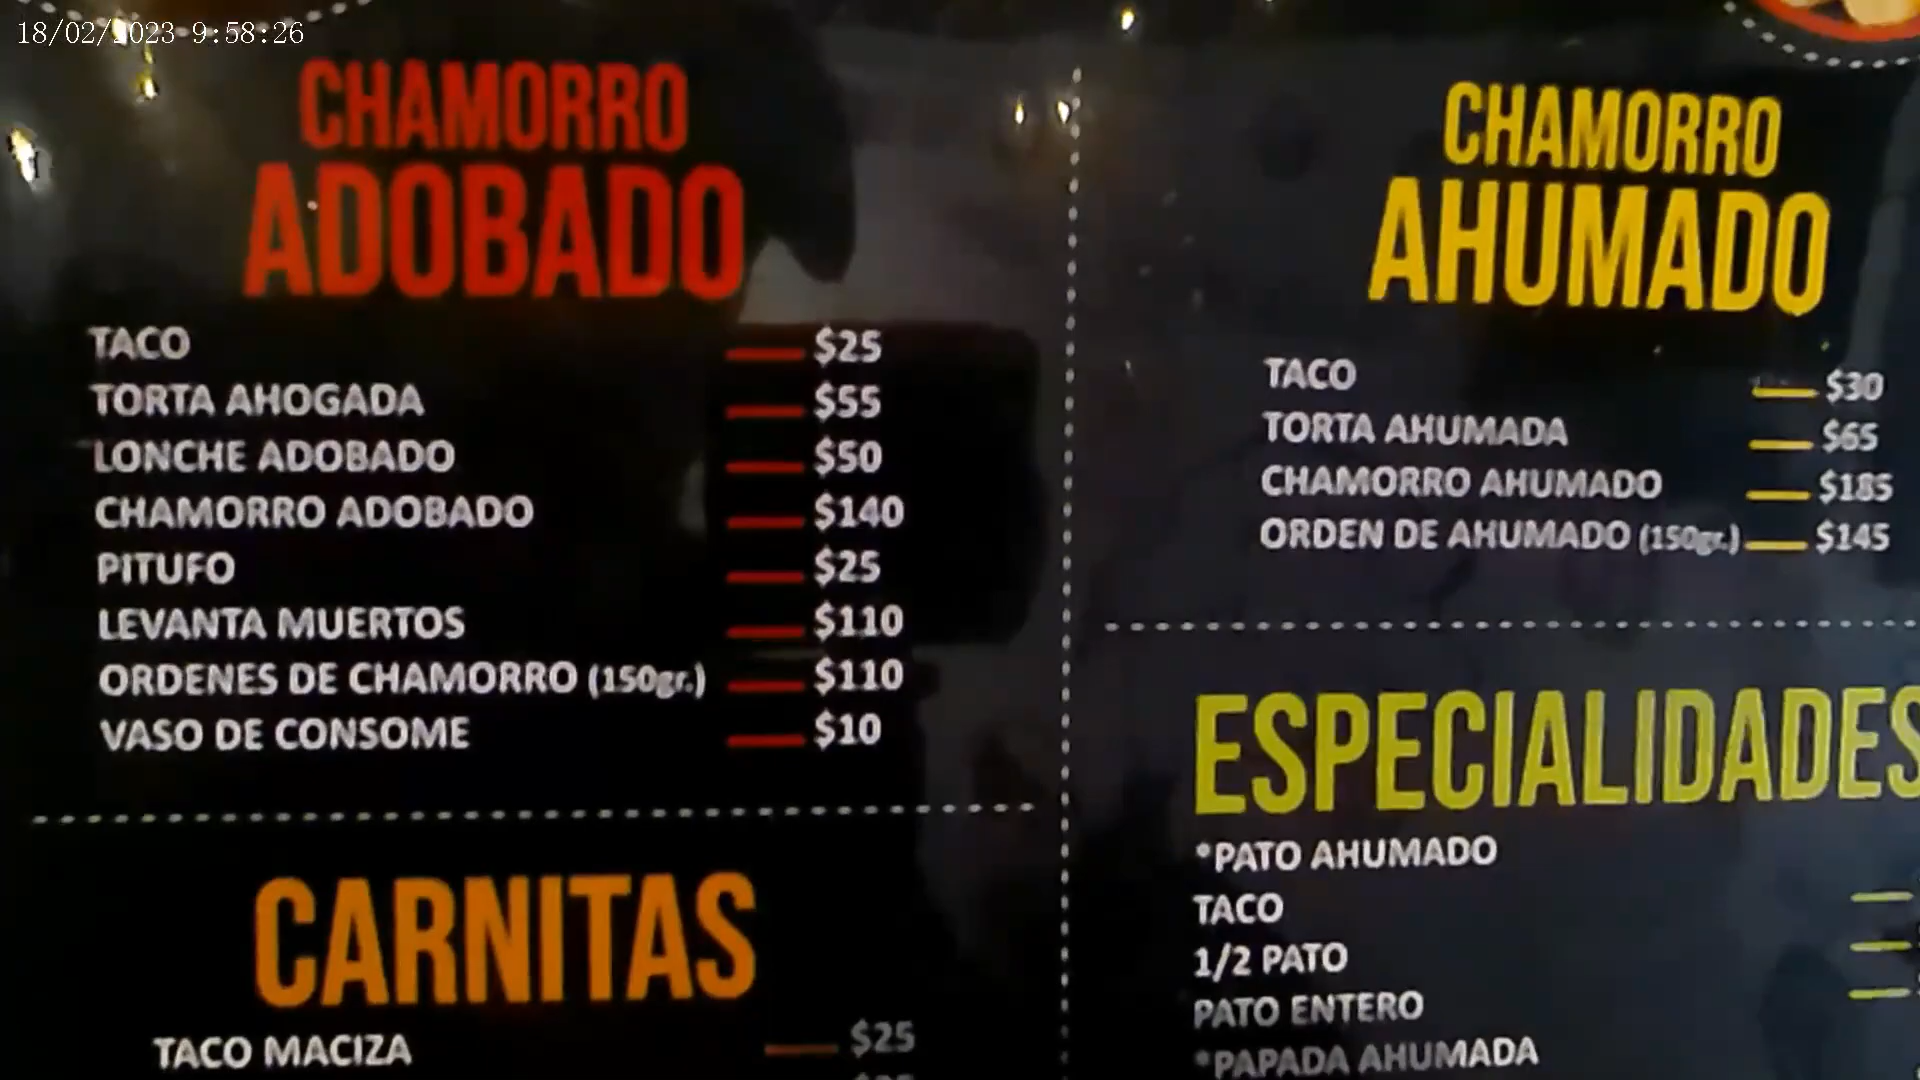 18/02/2023 9:58:26
CHAMORRO
ADOBADO
TACO $25
TORTA AHOGADA $55
LONCHE ADOBADO $50
CHAMORRO ADOBADO $140
PITUFO $25
LEVANTA MUERTOS $110
ORDENES DE CHAMORRO (150gr.) $110
VASO DE CONSOME $10
CARNITAS
TACO MACIZA $25
CHAMORRO
AHUMADO
TACO $30
TORTA AHUMADA $65
CHAMORRO AHUMADO $185
ORDEN DE AHUMADO (150gr.) $145
ESPECIALIDADES
*PATO AHUMADO
TACO
1/2 PATO
PATO ENTERO
*PAPADA AHUMADA